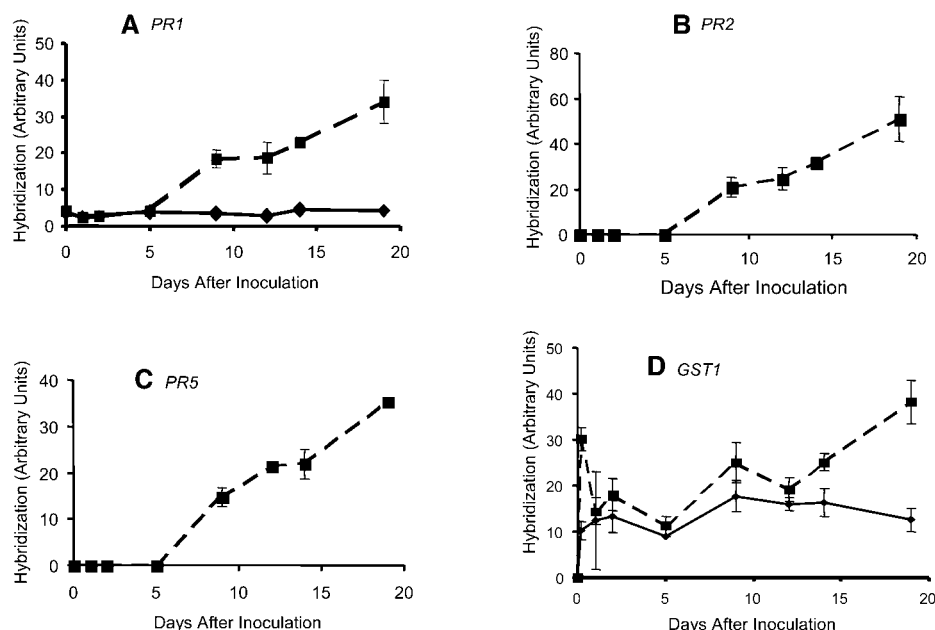 A PR1
50
40
30
20
10
0
Hybridization (Arbitrary Units)
0 5 10 15 20
Days After Inoculation
B PR2
80
60
40
20
0
Hybridization (Arbitrary Units)
0 5 10 15 20
Days After Inoculation
C PR5
40
30
20
10
0
Hybridization (Arbitrary Units)
0 5 10 15 20
Days After Inoculation
D GST1
50
40
30
20
10
0
Hybridization (Arbitrary Units)
0 5 10 15 20
Days After Inoculation